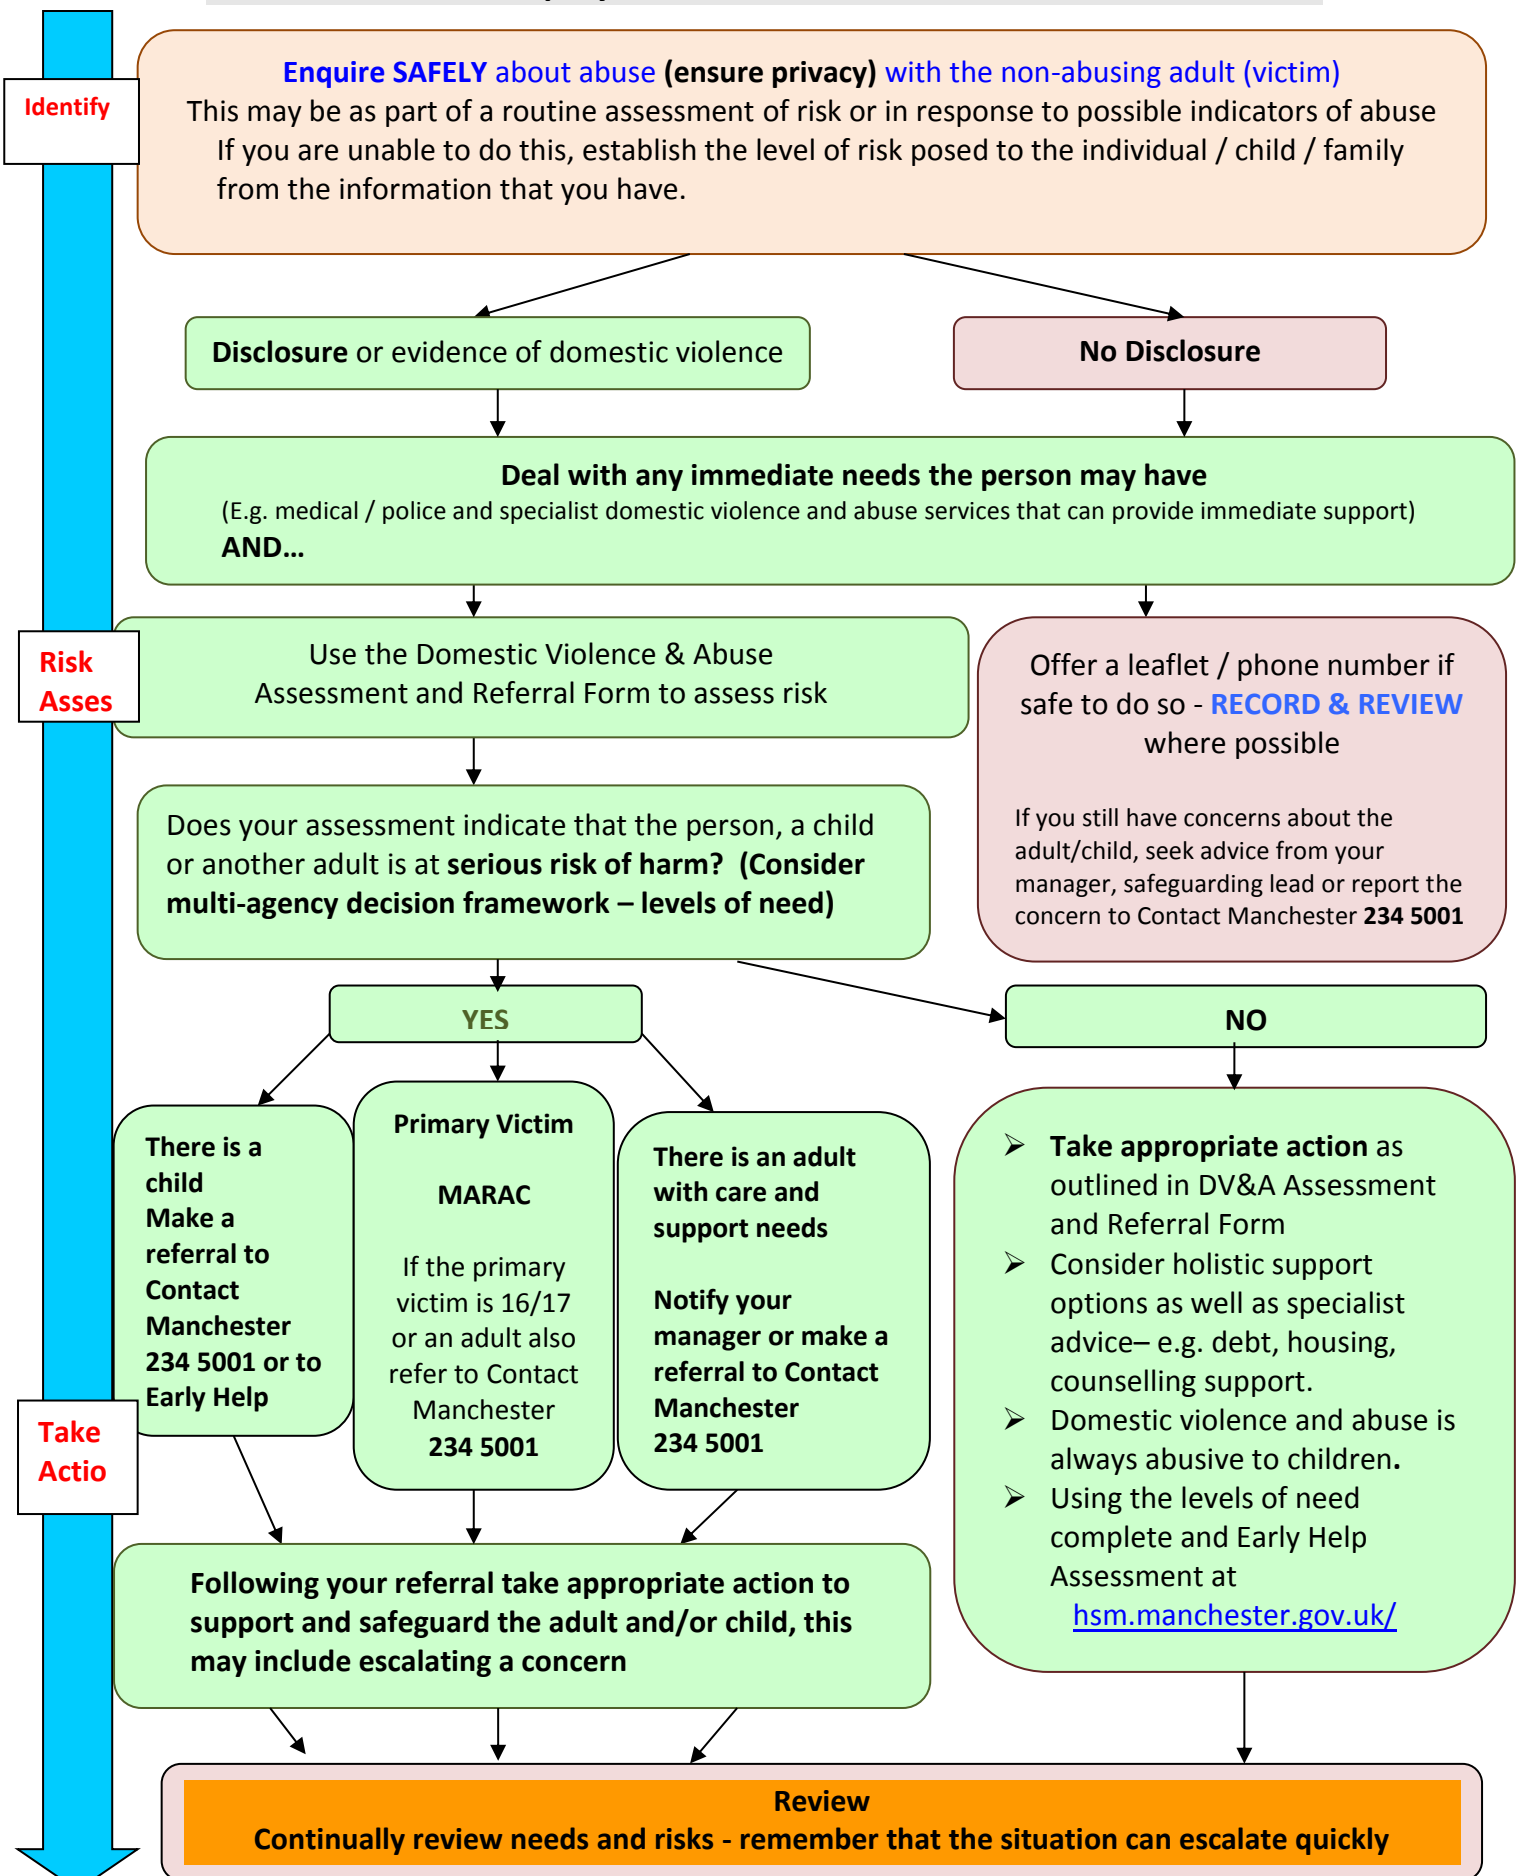 Identify
Enquire SAFELY about abuse (ensure privacy) with the non-abusing adult (victim)
This may be as part of a routine assessment of risk or in response to possible indicators of abuse
If you are unable to do this, establish the level of risk posed to the individual / child / family
from the information that you have.
Disclosure or evidence of domestic violence
No Disclosure
Deal with any immediate needs the person may have
(E.g. medical / police and specialist domestic violence and abuse services that can provide immediate support)
AND…
Risk
Asses
Use the Domestic Violence & Abuse
Assessment and Referral Form to assess risk
Offer a leaflet / phone number if
safe to do so - RECORD & REVIEW
where possible
If you still have concerns about the
adult/child, seek advice from your
manager, safeguarding lead or report the
concern to Contact Manchester 234 5001
Does your assessment indicate that the person, a child
or another adult is at serious risk of harm? (Consider
multi-agency decision framework – levels of need)
YES
NO
There is a
child
Make a
referral to
Contact
Manchester
234 5001 or to
Early Help
Primary Victim
MARAC
If the primary
victim is 16/17
or an adult also
refer to Contact
Manchester
234 5001
There is an adult
with care and
support needs
Notify your
manager or make a
referral to Contact
Manchester
234 5001
➢ Take appropriate action as
outlined in DV&A Assessment
and Referral Form
➢ Consider holistic support
options as well as specialist
advice– e.g. debt, housing,
counselling support.
➢ Domestic violence and abuse is
always abusive to children.
➢ Using the levels of need
complete and Early Help
Assessment at
hsm.manchester.gov.uk/
Take
Actio
Following your referral take appropriate action to
support and safeguard the adult and/or child, this
may include escalating a concern
Review
Continually review needs and risks - remember that the situation can escalate quickly